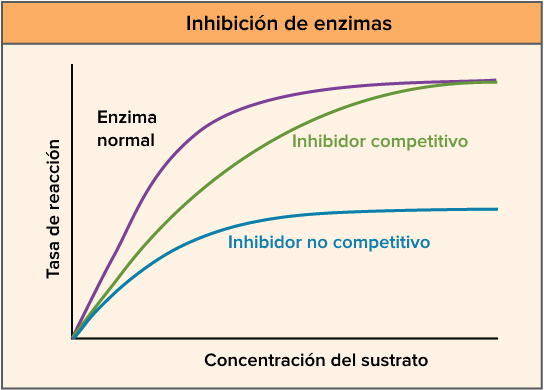 Inhibición de enzimas
Enzima
normal
Inhibidor competitivo
Inhibidor no competitivo
Tasa de reacción
Concentración del sustrato